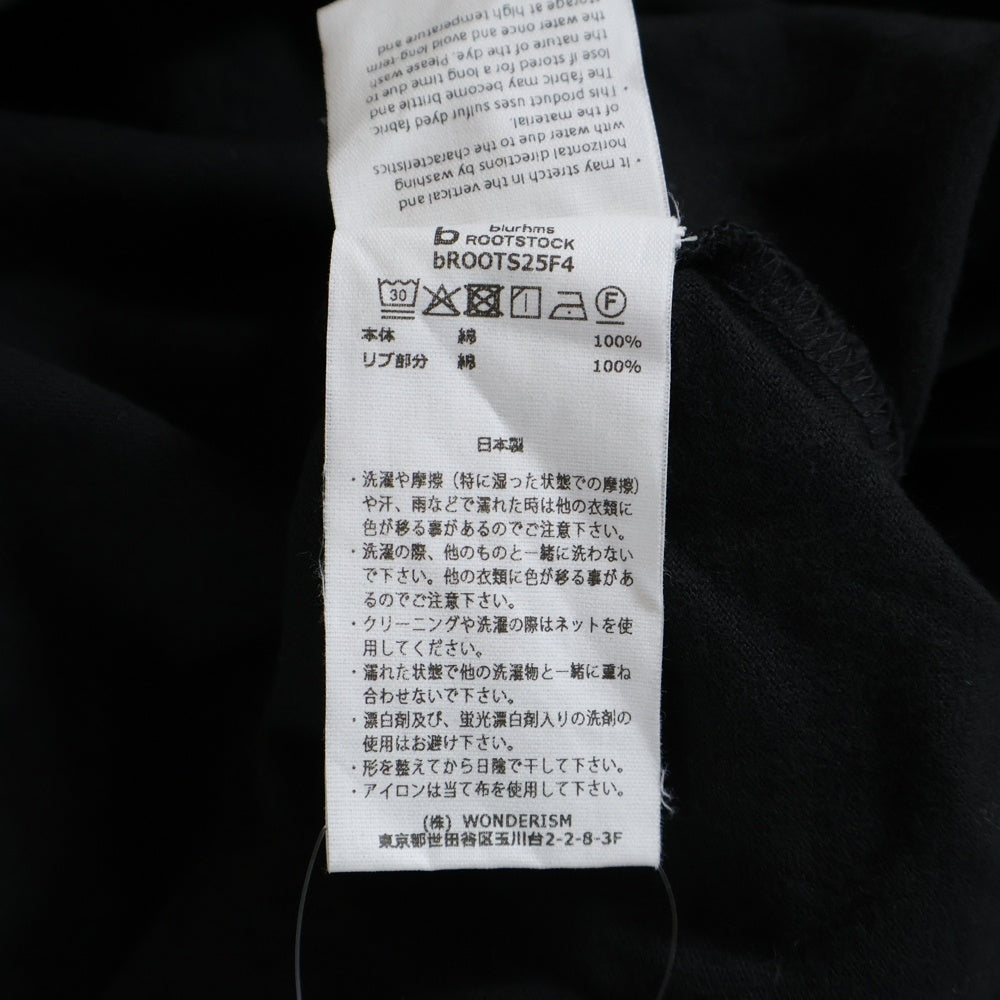 • It may stretch in the vertical and
horizontal directions by washing
with water due to the characteristics
of the material.
• This product uses sulfur dyed fabric
The fabric may become brittle and
lose if stored for a long time due to
the nature of the dye. Please wash
the water once and avoid long-term
storage at high temperature and
blurhms
ROOTSTOCK
bROOTS25F4
30 F
本体 綿 100%
リブ部分 綿 100%
日本製
・洗濯や摩擦（特に湿った状態での摩擦）
や汗、雨などで濡れた時は他の衣類に
色が移る事があるのでご注意下さい。
・洗濯の際、他のものと一緒に洗わない
で下さい。他の衣類に色が移る事があ
るのでご注意下さい。
・クリーニングや洗濯の際はネットを使
用してください。
・濡れた状態で他の洗濯物と一緒に重ね
合わせないで下さい。
・漂白剤及び、蛍光漂白剤入りの洗剤の
使用はお避け下さい。
・形を整えてから日陰で干して下さい。
・アイロンは当て布を使用して下さい。
（株）WONDERISM
東京都世田谷区玉川台2-2-8-3F